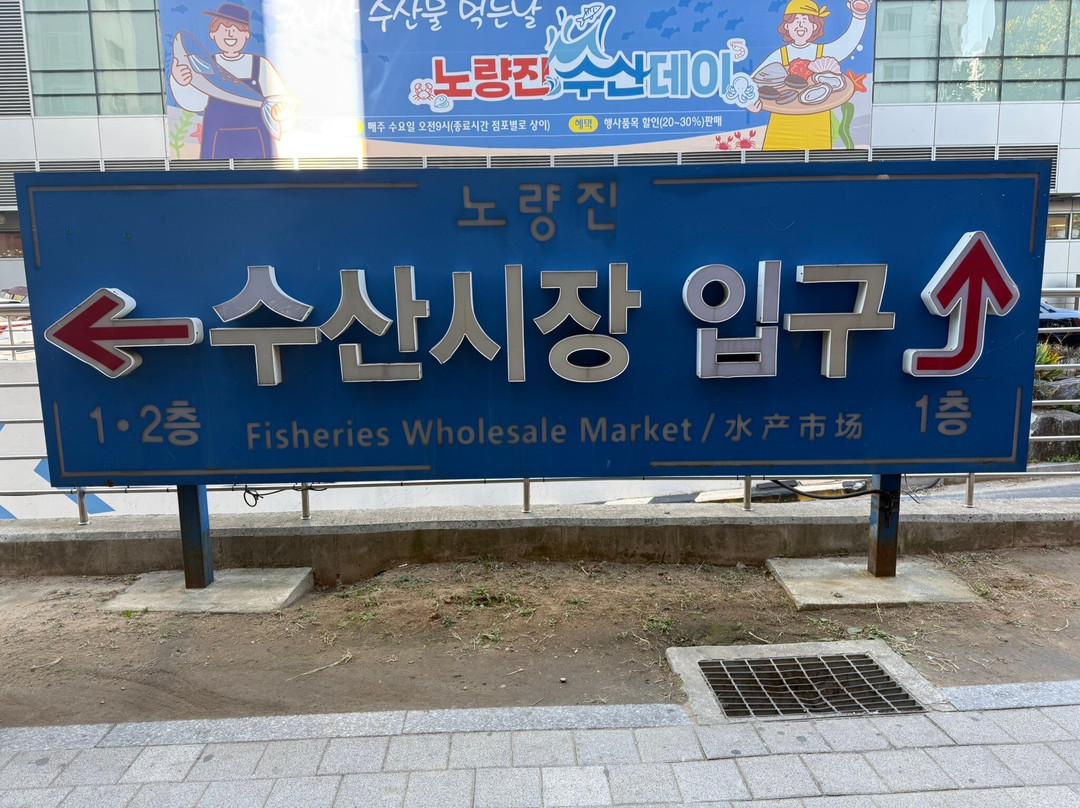 수산물 먹는날
노량진 수산데이
매주 수요일 오전9시(종료시간 점포별로 상이)
혜택 행사품목 할인(20~30%)판매
노량진
수산시장 입구
1·2층
Fisheries Wholesale Market / 水产市场
1층